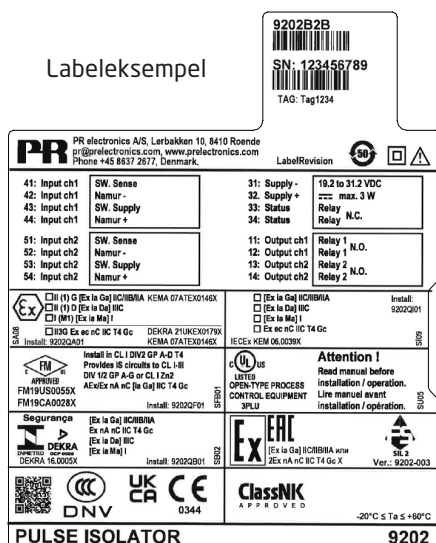 Labeleksempel
9202B2B
SN: 123456789
TAG: Tag1234
PR
PR electronics A/S, Lerbakken 10, 8410 Roende
pr@prelectronics.com, www.prelectronics.com
Phone +45 8637 2677, Denmark.
LabelRevision
50
41: Input ch1 SW. Sense
42: Input ch1 Namur -
43: Input ch1 SW. Supply
44: Input ch1 Namur +
31: Supply - 19.2 to 31.2 VDC
32: Supply + max. 3 W
33: Status Relay N.C.
34: Status Relay
51: Input ch2 SW. Sense
52: Input ch2 Namur -
53: Input ch2 SW. Supply
54: Input ch2 Namur +
11: Output ch1 Relay 1 N.O.
12: Output ch1 Relay 1
13: Output ch2 Relay 2 N.O.
14: Output ch2 Relay 2
Ex
II (1) G [Ex ia Ga] IIC/IIB/IIA KEMA 07ATEX0146X
II (1) D [Ex ia Da] IIIC
I (M1) [Ex ia Ma] I
II3G Ex ec nC IIC T4 Gc DEKRA 21UKEX0179X
Install: 9202QA01 KEMA 07ATEX0146X
SA08
[Ex ia Ga] IIC/IIB/IIA
[Ex ia Da] IIIC
[Ex ia Ma] I
Ex ec nC IIC T4 Gc
IECEx KEM 06.0039X
Install:
9202QI01
SI09
FM
APPROVED
FM19US0055X
FM19CA0028X
Install in CL I DIV2 GP A-D T4
Provides IS circuits to CL I-III
DIV 1/2 GP A-G or CL I Zn2
AEx/Ex nA nC [ia Ga] IIC T4 Gc
Install: 9202QF01
SFB01
c UL us
LISTED
OPEN-TYPE PROCESS
CONTROL EQUIPMENT
3PLU
Attention !
Read manual before
installation / operation.
Lire manuel avant
installation / opération.
SU05
Segurança
INMETRO
DEKRA
DEKRA 16.0005X
[Ex ia Ga] IIC/IIB/IIA
Ex nA nC IIC T4 Gc
[Ex ia Da] IIIC
[Ex ia Ma] I
Install: 9202QB01
SB02
Ex
EAC
[Ex ia Ga] IIC/IIB/IIA или
2Ex nA nC IIC T4 Gc X
SIL 2
Ver.: 9202-003
CCC
DNV
UK
CA
CE
0344
ClassNK
APPROVED
-20°C ≤ Ta ≤ +60°C
PULSE ISOLATOR
9202